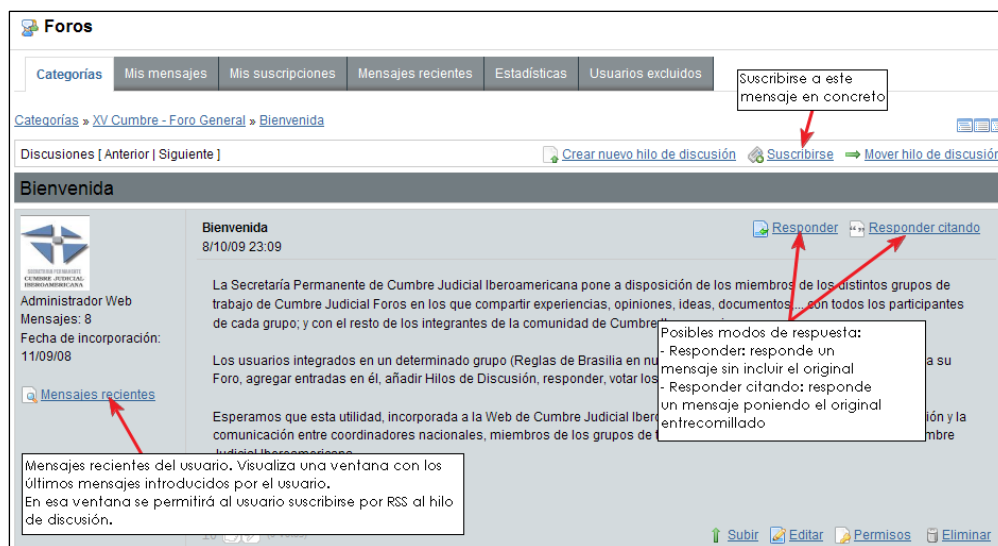 Foros
Categorías Mis mensajes Mis suscripciones Mensajes recientes Estadísticas Usuarios excluidos
Suscribirse a este
mensaje en concreto
Categorías » XV Cumbre - Foro General » Bienvenida
Discusiones [ Anterior | Siguiente ] Crear nuevo hilo de discusión Suscribirse Mover hilo de discusión
Bienvenida
CUMBRE JUDICIAL
IBEROAMERICANA
Administrador Web
Mensajes: 8
Fecha de incorporación:
11/09/08
Mensajes recientes
Bienvenida
8/10/09 23:09
Responder Responder citando
La Secretaría Permanente de Cumbre Judicial Iberoamericana pone a disposición de los miembros de los distintos grupos de
trabajo de Cumbre Judicial Foros en los que compartir experiencias, opiniones, ideas, documentos,... con todos los participantes
de cada grupo; y con el resto de los integrantes de la comunidad de Cumbre
Los usuarios integrados en un determinado grupo (Reglas de Brasilia en nu a su
Foro, agregar entradas en él, añadir Hilos de Discusión, responder, votar los
Esperamos que esta utilidad, incorporada a la Web de Cumbre Judicial Iber ión y la
comunicación entre coordinadores nacionales, miembros de los grupos de mbre
Posibles modos de respuesta:
- Responder: responde un
mensaje sin incluir el original
- Responder citando: responde
un mensaje poniendo el original
entrecomillado
Mensajes recientes del usuario. Visualiza una ventana con los
últimos mensajes introducidos por el usuario.
En esa ventana se permitirá al usuario suscribirse por RSS al hilo
de discusión.
Subir Editar Permisos Eliminar